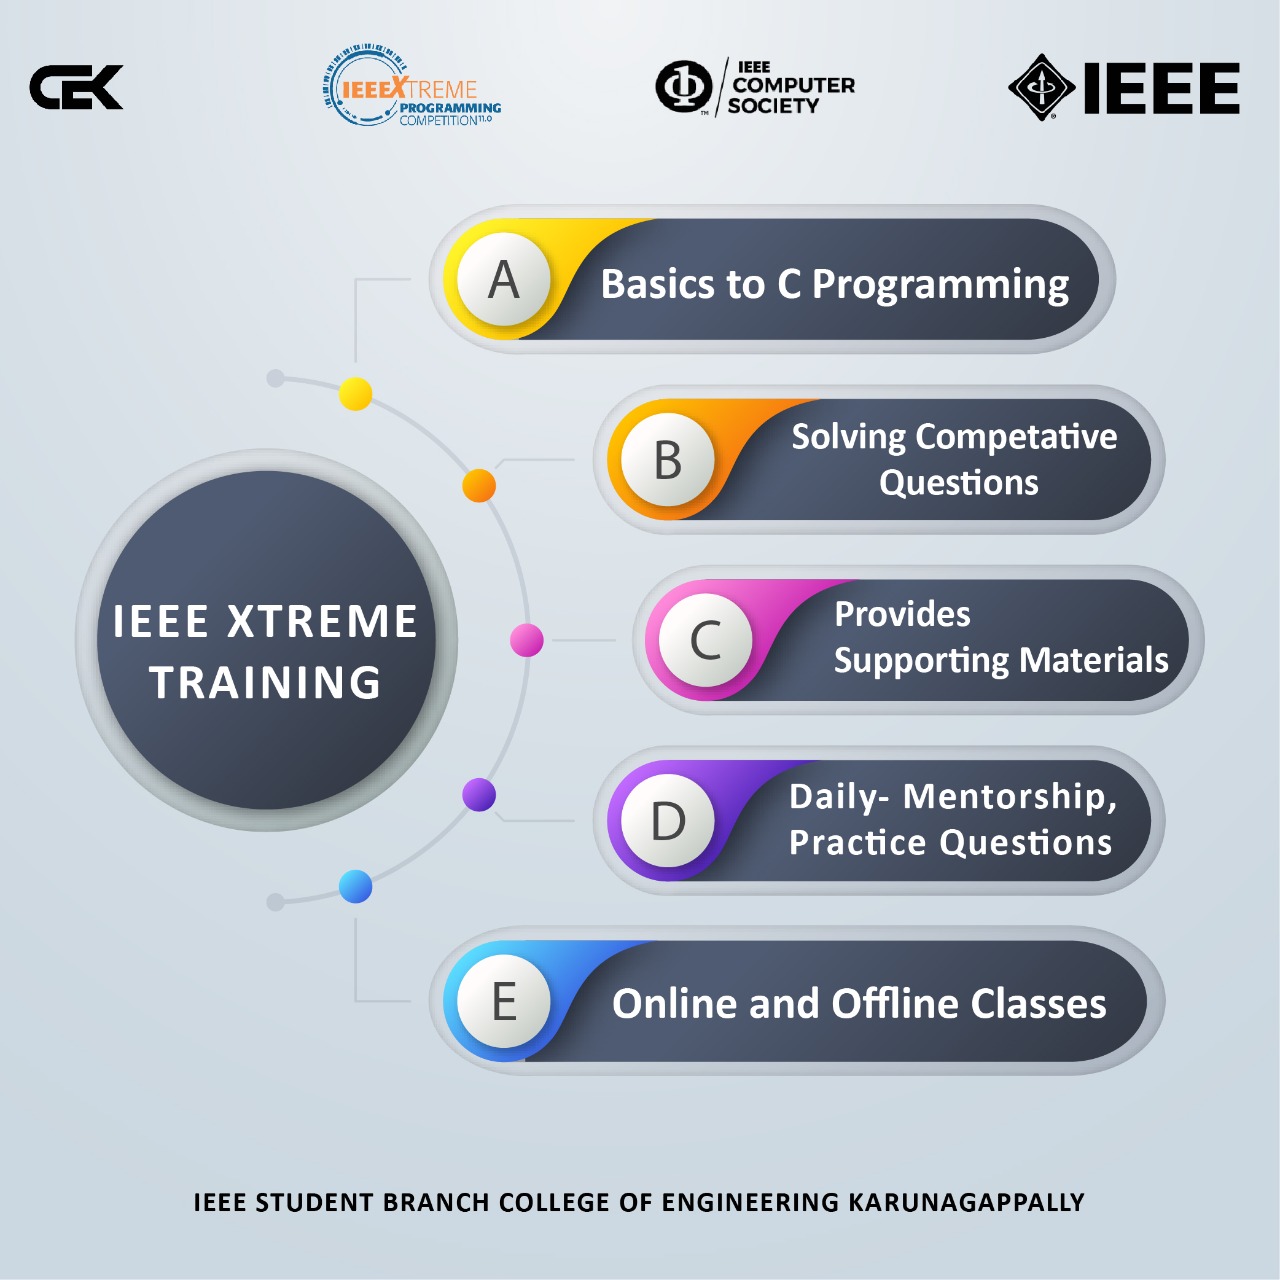 CEK
IEEEXTREME
PROGRAMMING
COMPETITION 11.0
IEEE
COMPUTER
SOCIETY
TM
IEEE
®
A
Basics to C Programming
B
Solving Competative
Questions
IEEE XTREME
TRAINING
C
Provides
Supporting Materials
D
Daily- Mentorship,
Practice Questions
E
Online and Offline Classes
IEEE STUDENT BRANCH COLLEGE OF ENGINEERING KARUNAGAPPALLY